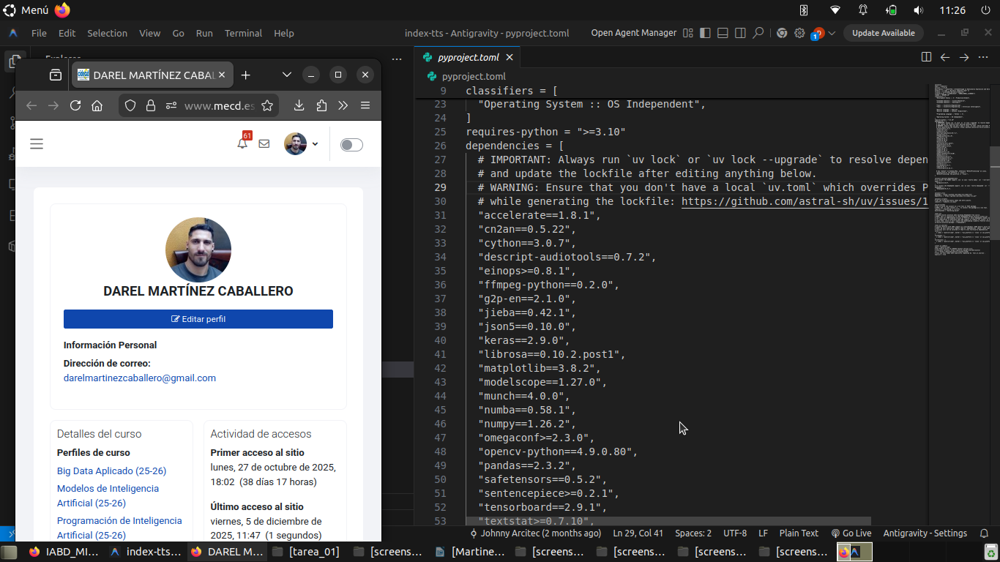 Menú
11:26
File Edit Selection View Go Run Terminal Help
index-tts - Antigravity - pyproject.toml
Open Agent Manager
1
Update Available
Explorer
pyproject.toml
pyproject.toml
DAREL MARTÍNEZ CABAL
www.mecd.es
61
DAREL MARTÍNEZ CABALLERO
Editar perfil
Información Personal
Dirección de correo:
darelmartinezcaballero@gmail.com
Detalles del curso
Perfiles de curso
Big Data Aplicado (25-26)
Modelos de Inteligencia
Artificial (25-26)
Programación de Inteligencia
Artificial (25-26)
Actividad de accesos
Primer acceso al sitio
lunes, 27 de octubre de 2025,
18:02 (38 días 17 horas)
Último acceso al sitio
viernes, 5 de diciembre de
2025, 11:47 (1 segundos)
9 classifiers = [
23 "Operating System :: OS Independent",
24 ]
25 requires-python = ">=3.10"
26 dependencies = [
27 # IMPORTANT: Always run `uv lock` or `uv lock --upgrade` to resolve depen
28 # and update the lockfile after editing anything below.
29 # WARNING: Ensure that you don't have a local `uv.toml` which overrides P
30 # while generating the lockfile: https://github.com/astral-sh/uv/issues/1
31 "accelerate==1.8.1",
32 "cn2an==0.5.22",
33 "cython==3.0.7",
34 "descript-audiotools==0.7.2",
35 "einops>=0.8.1",
36 "ffmpeg-python==0.2.0",
37 "g2p-en==2.1.0",
38 "jieba==0.42.1",
39 "json5==0.10.0",
40 "keras==2.9.0",
41 "librosa==0.10.2.post1",
42 "matplotlib==3.8.2",
43 "modelscope==1.27.0",
44 "munch==4.0.0",
45 "numba==0.58.1",
46 "numpy==1.26.2",
47 "omegaconf>=2.3.0",
48 "opencv-python==4.9.0.80",
49 "pandas==2.3.2",
50 "safetensors==0.5.2",
51 "sentencepiece>=0.2.1",
52 "tensorboard==2.9.1",
53 "textstat>=0.7.10",
Johnny Arcitec (2 months ago) Ln 29, Col 41 Spaces: 2 UTF-8 LF Plain Text Go Live Antigravity - Settings
IABD_MI... index-tts... DAREL M... [tarea_01] [screens... [Martine... [screens... [screens... [screens... [screens...